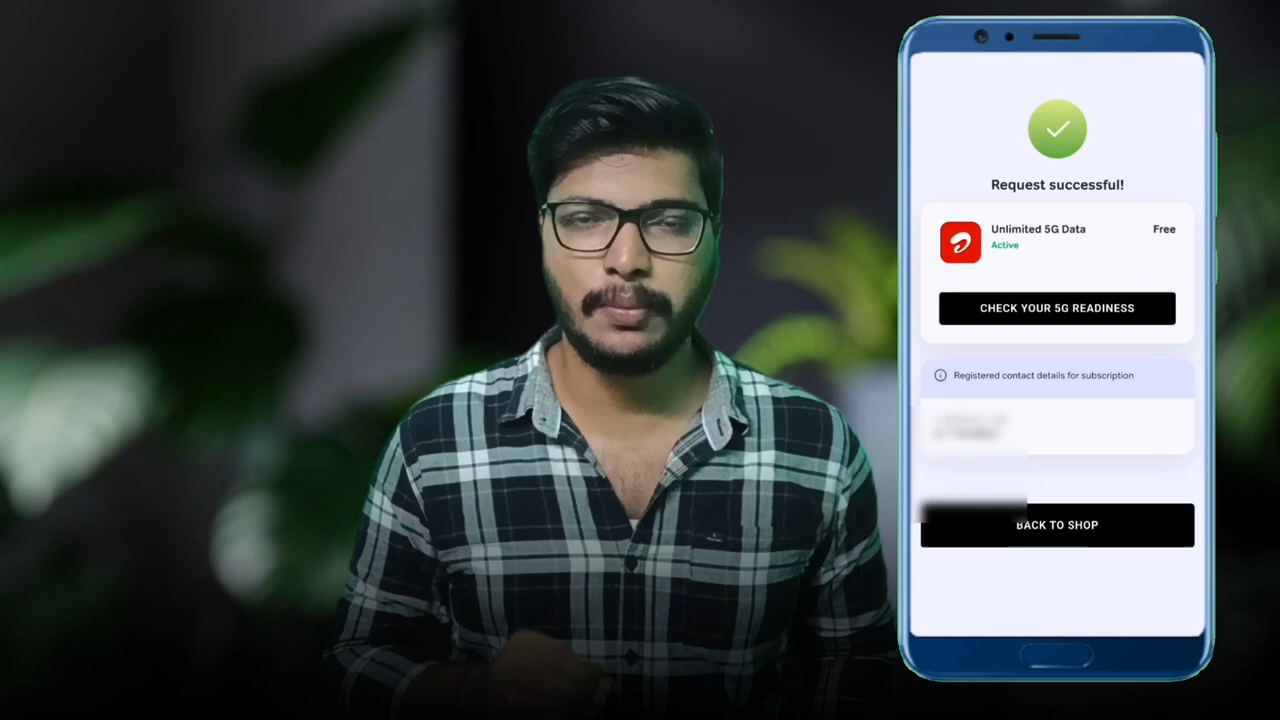 Request successful!
Unlimited 5G Data
Free
Active
CHECK YOUR 5G READINESS
Registered contact details for subscription
BACK TO SHOP